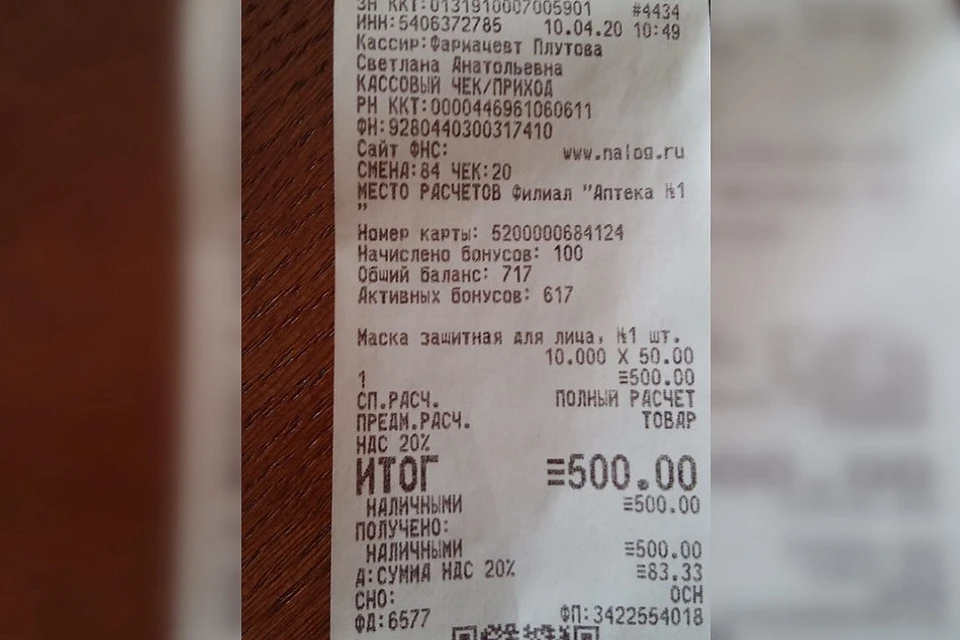 ЗН ККТ:0131910007005901 #4434
ИНН:5406372785 10.04.20 10:49
Кассир:Фармацевт Плутова
Светлана Анатольевна
КАССОВЫЙ ЧЕК/ПРИХОД
РН ККТ:0000446961060611
ФН:9280440300317410
Сайт ФНС: www.nalog.ru
СМЕНА:84 ЧЕК:20
МЕСТО РАСЧЕТОВ Филиал "Аптека №1
"
Номер карты: 5200000684124
Начислено бонусов: 100
Общий баланс: 717
Активных бонусов: 617
Маска защитная для лица, №1 шт.
10.000 X 50.00
1 ≡500.00
СП.РАСЧ. ПОЛНЫЙ РАСЧЕТ
ПРЕДМ.РАСЧ. ТОВАР
НДС 20%
ИТОГ ≡500.00
НАЛИЧНЫМИ ≡500.00
ПОЛУЧЕНО:
НАЛИЧНЫМИ ≡500.00
А:СУММА НДС 20% ≡83.33
СНО: ОСН
ФД:6577 ФП:3422554018